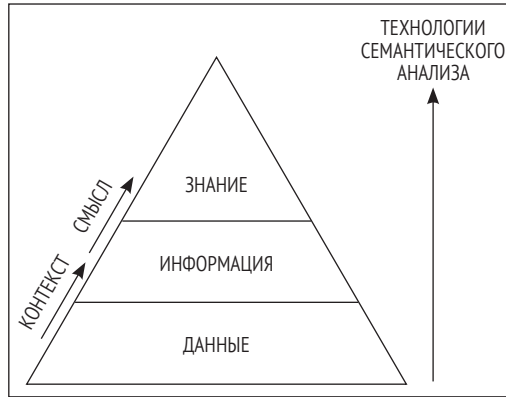 ТЕХНОЛОГИИ
СЕМАНТИЧЕСКОГО
АНАЛИЗА
ЗНАНИЕ
СМЫСЛ
ИНФОРМАЦИЯ
КОНТЕКСТ
ДАННЫЕ